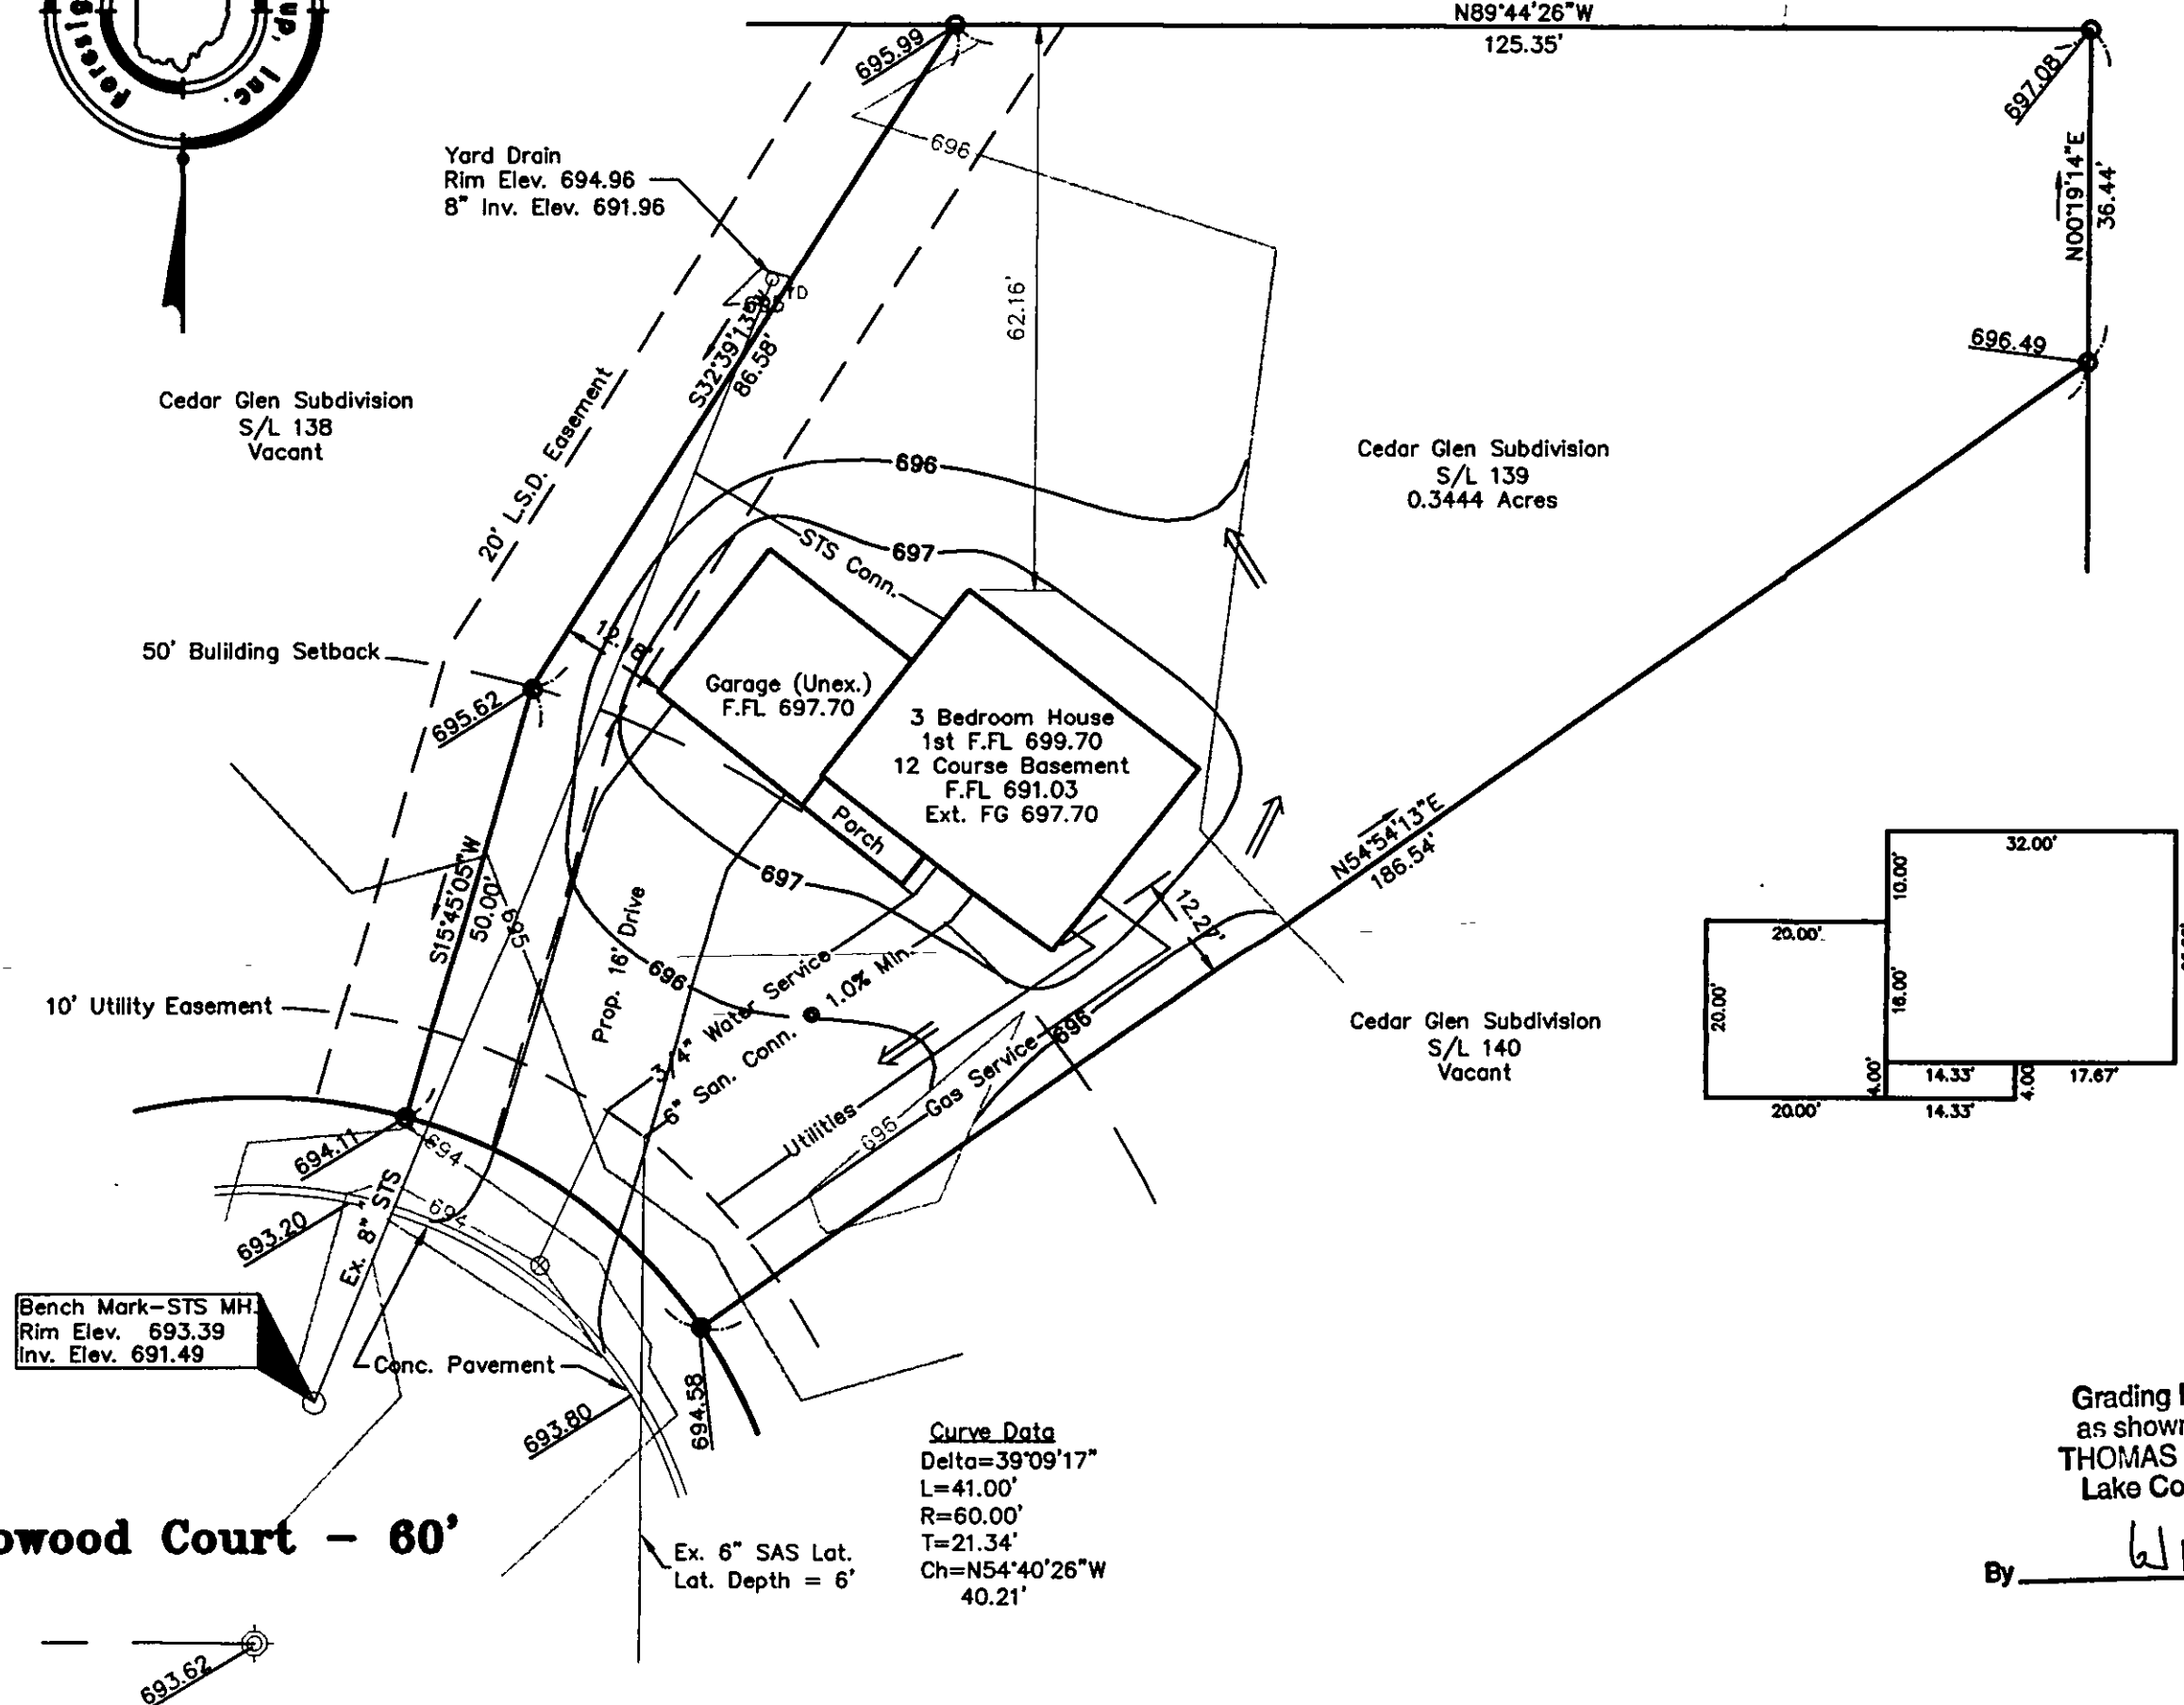 N89°44'26"W
125.35'
Inc.
695.99
697.08
696
Yard Drain
Rim Elev. 694.96
8" Inv. Elev. 691.96
N00°19'14"E
36.44'
62.16'
696.49
86.58'
Cedar Glen Subdivision
S/L 138
Vacant
20' L.S.D. Easement
696
Cedar Glen Subdivision
S/L 139
0.3444 Acres
697
STS Conn.
50' Bulilding Setback
12.18'
Garage (Unex.)
F.FL 697.70
695.62
3 Bedroom House
1st F.FL 699.70
12 Course Basement
F.FL 691.03
Ext. FG 697.70
Porch
N54°54'13"E
186.54'
32.00'
10.00'
20.00'
20.00'
16.00'
4.00'
14.33'
4.00'
17.67'
20.00'
14.33'
697
S15°45'05"W
50.00'
695
12.27'
Prop. 16' Drive
696
10' Utility Easement
3/4" Water Service
1.0% Min.
6" San. Conn.
696
Cedar Glen Subdivision
S/L 140
Vacant
Utilities
Gas Service
694.11
694
694
693.20
Ex. 8" STS
Bench Mark-STS MH
Rim Elev. 693.39
Inv. Elev. 691.49
Conc. Pavement
693.80
694.58
Curve Data
Delta=39°09'17"
L=41.00'
R=60.00'
T=21.34'
Ch=N54°40'26"W
40.21'
Grading
as shown
THOMAS
Lake Co
By
owood Court - 60'
Ex. 6" SAS Lat.
Lat. Depth = 6'
693.62